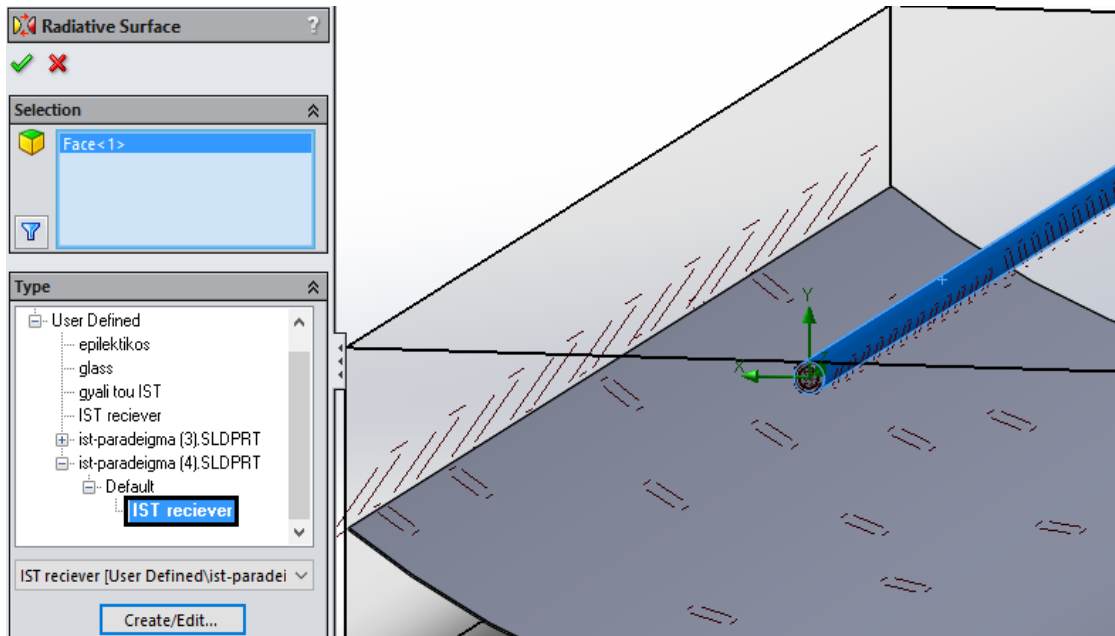 Radiative Surface
?
Selection
Face<1>
Type
User Defined
epilektikos
glass
gyali tou IST
IST reciever
ist-paradeigma (3).SLDPRT
ist-paradeigma (4).SLDPRT
Default
IST reciever
IST reciever [User Defined\ist-paradei
Create/Edit...
Y
X
Z